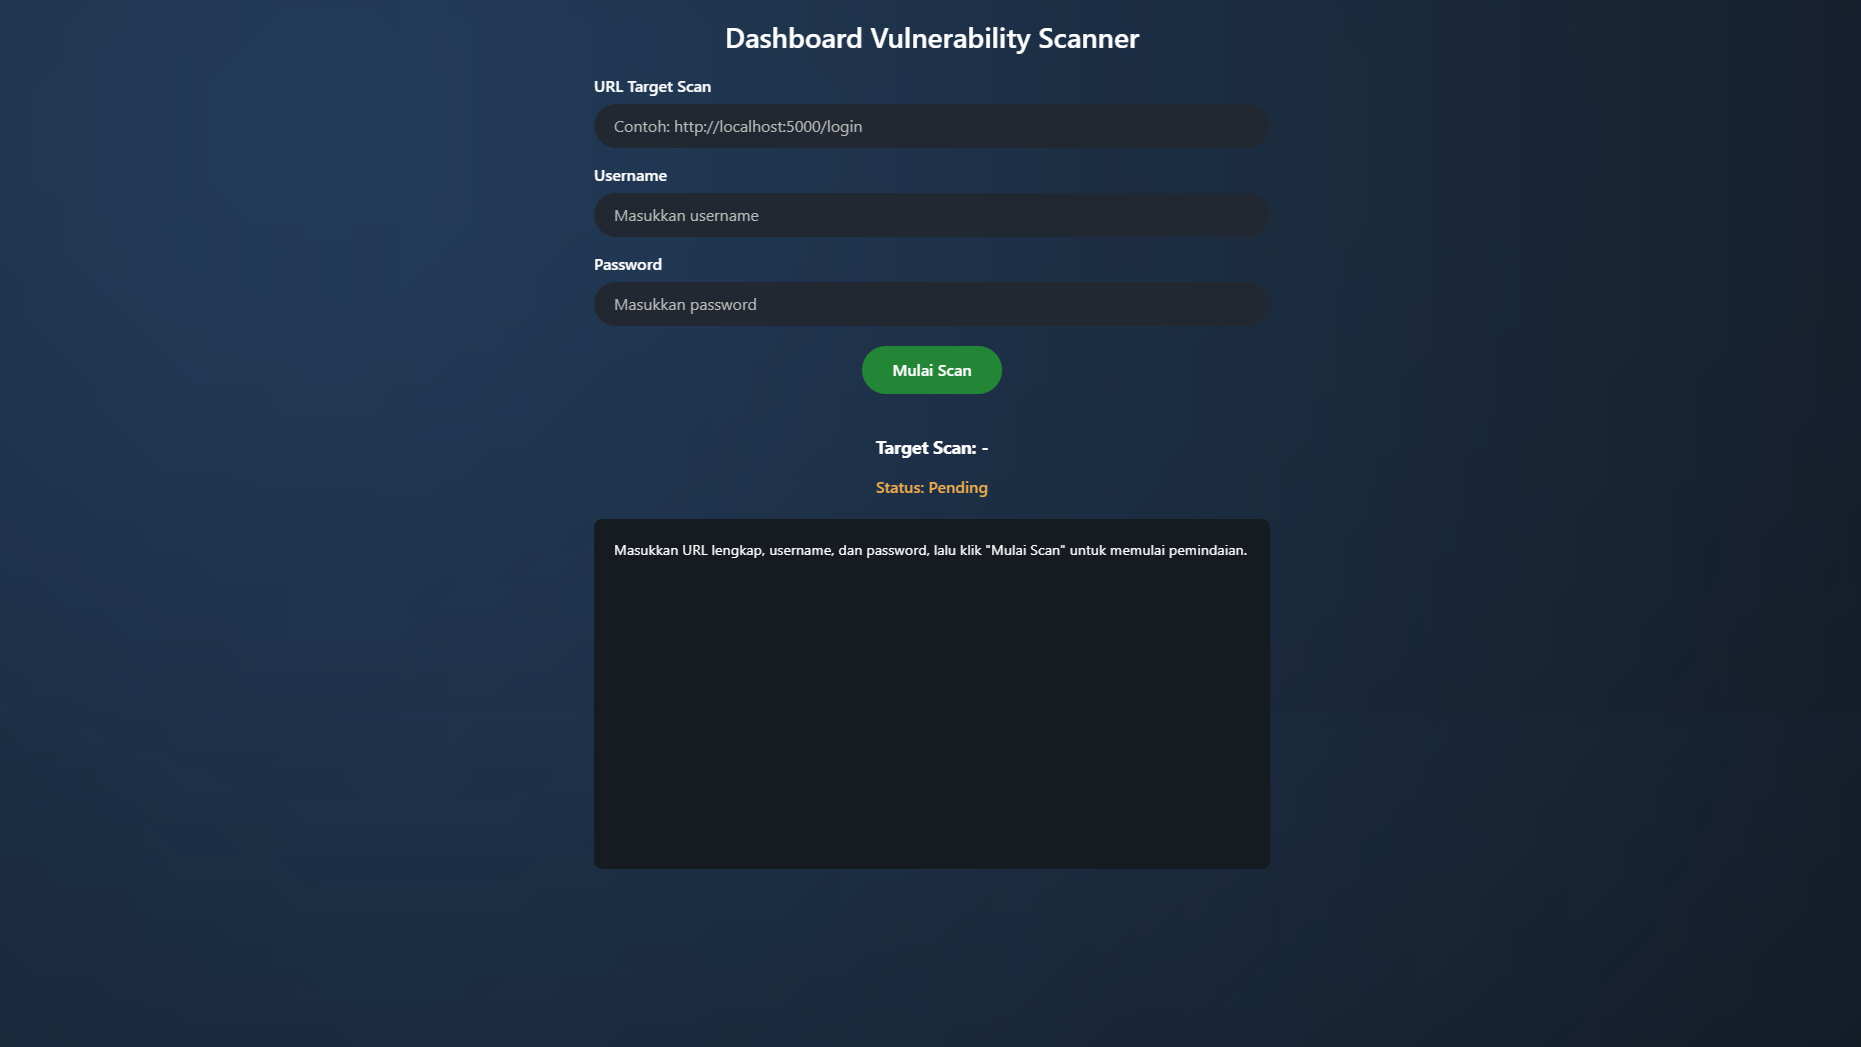 Dashboard Vulnerability Scanner
URL Target Scan
Contoh: http://localhost:5000/login
Username
Masukkan username
Password
Masukkan password
Mulai Scan
Target Scan: -
Status: Pending
Masukkan URL lengkap, username, dan password, lalu klik "Mulai Scan" untuk memulai pemindaian.